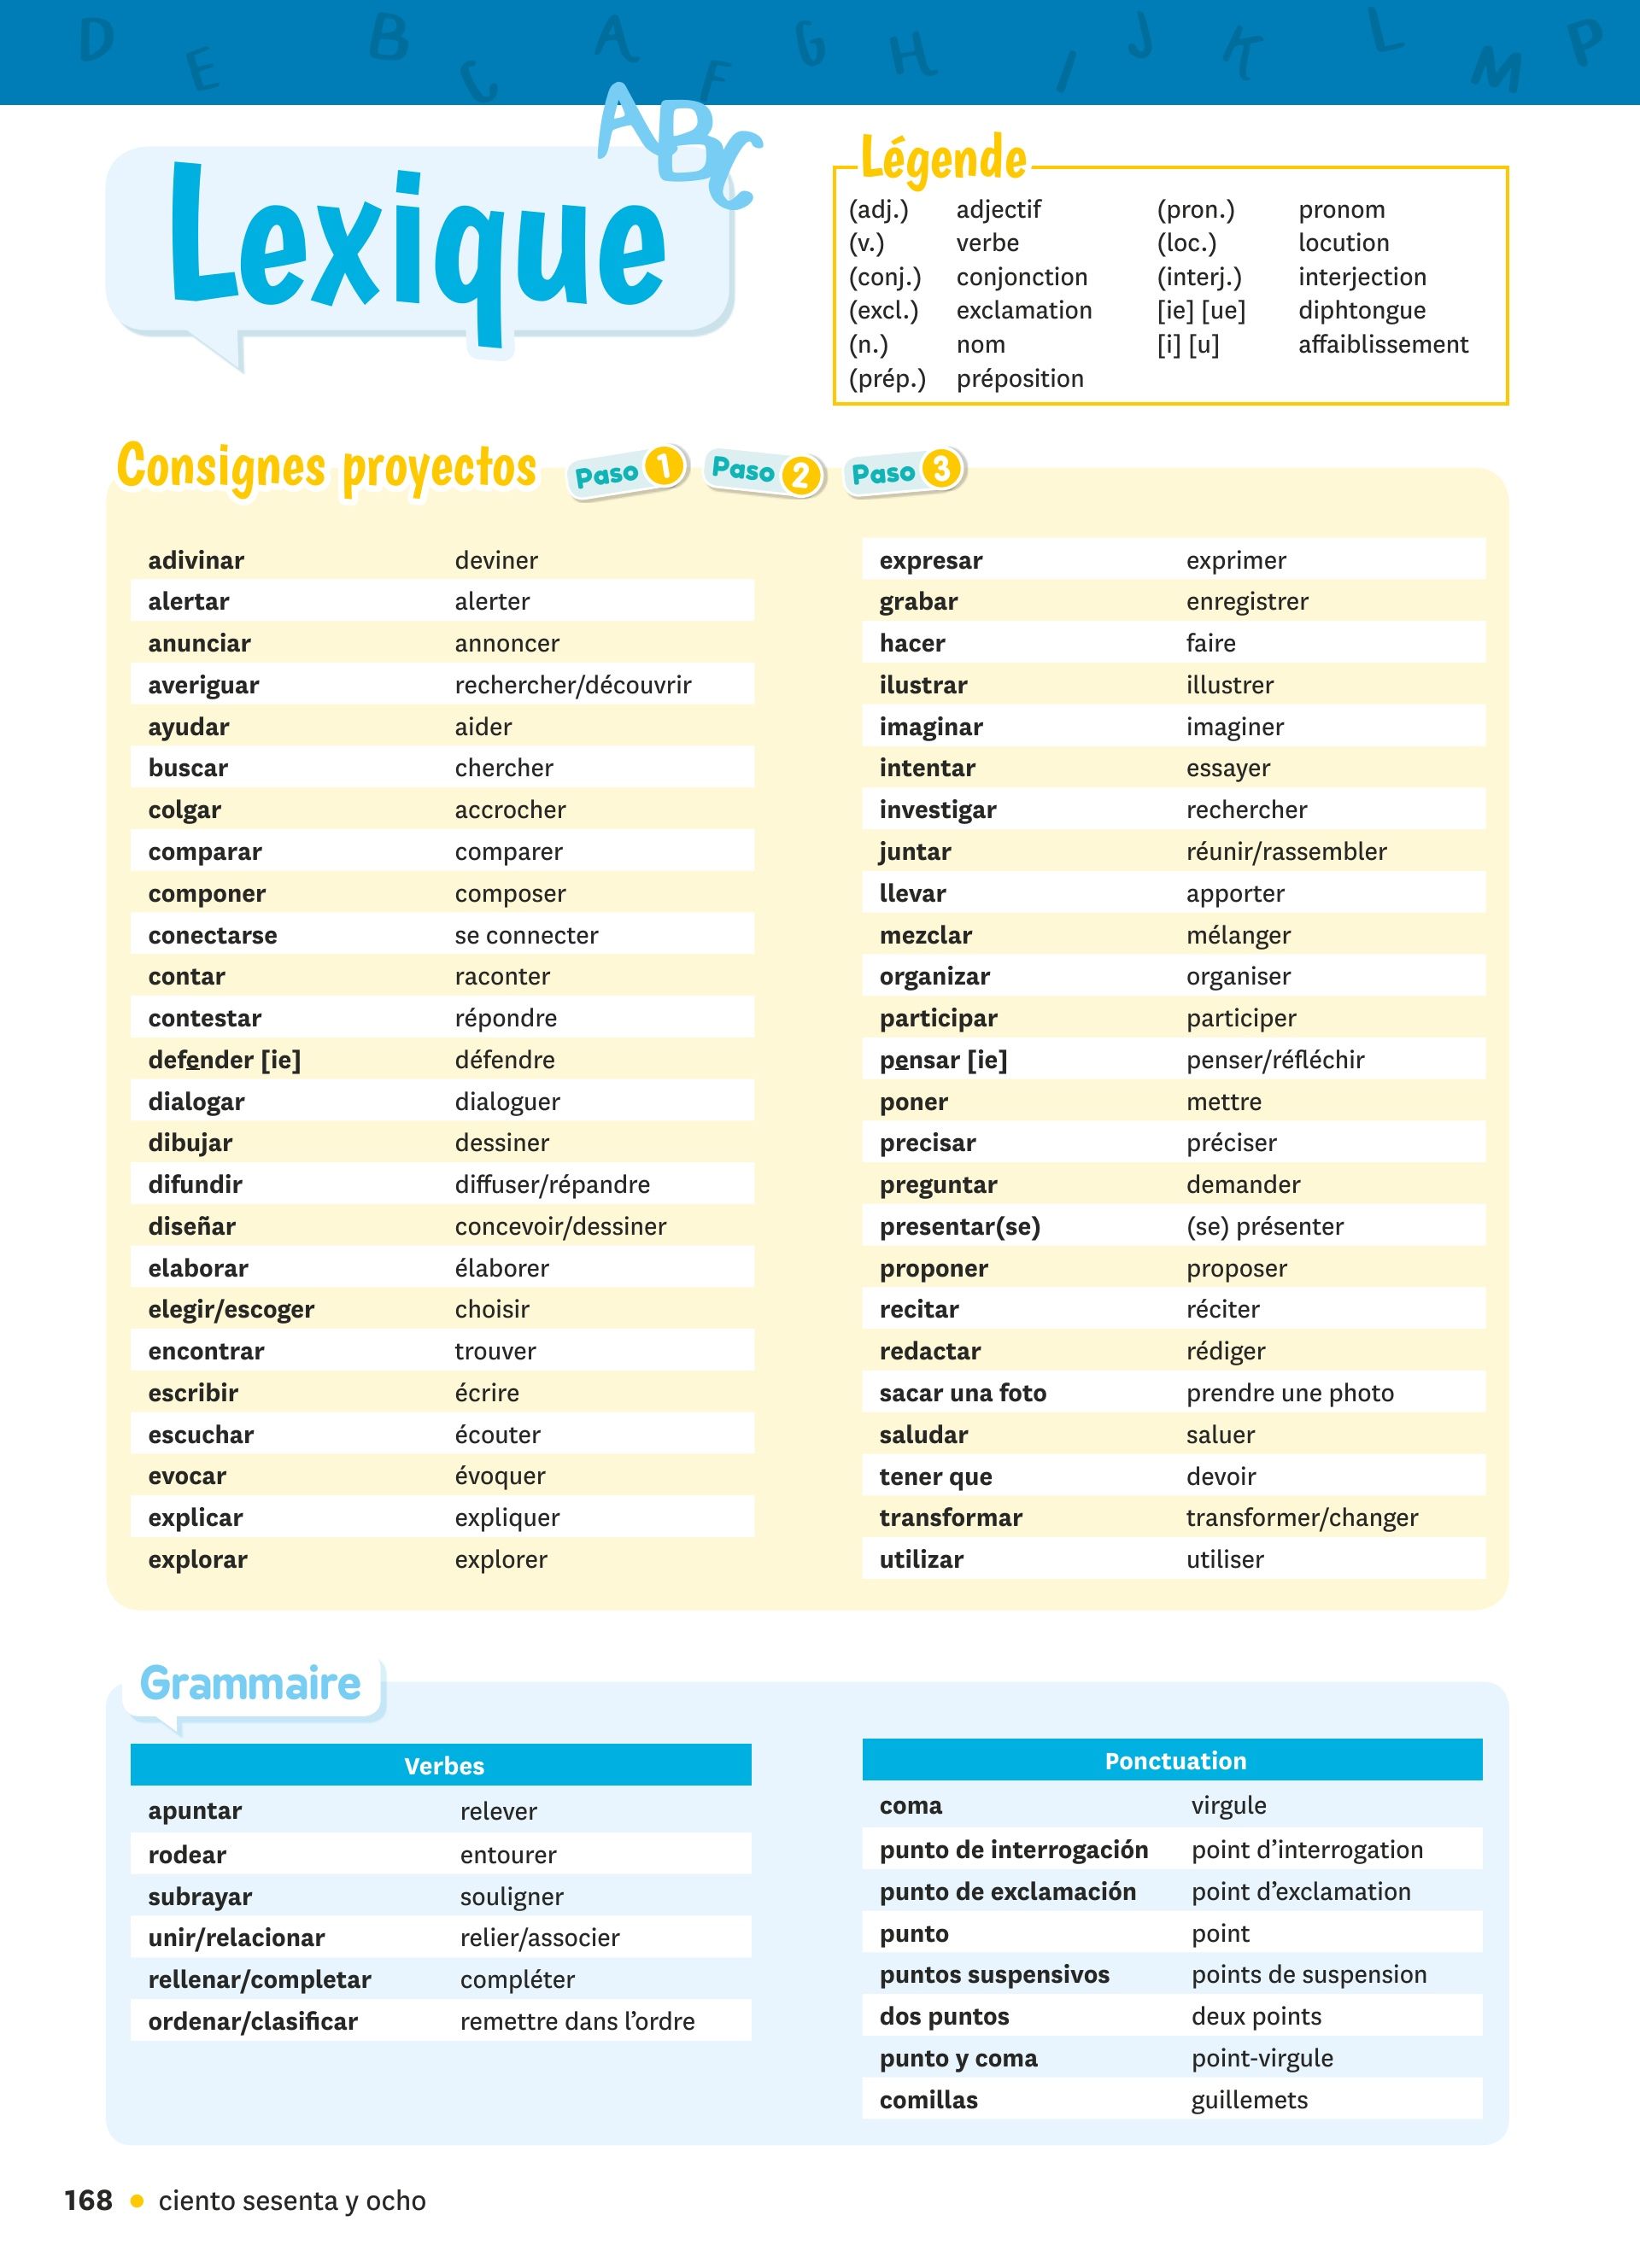 D E B C A F G H I J K L M P
ABC
Lexique
Légende
(adj.) adjectif
(v.) verbe
(conj.) conjonction
(excl.) exclamation
(n.) nom
(prép.) préposition
(pron.) pronom
(loc.) locution
(interj.) interjection
[ie] [ue] diphtongue
[i] [u] affaiblissement
Consignes proyectos Paso 1 Paso 2 Paso 3
adivinar deviner
alertar alerter
anunciar annoncer
averiguar rechercher/découvrir
ayudar aider
buscar chercher
colgar accrocher
comparar comparer
componer composer
conectarse se connecter
contar raconter
contestar répondre
defender [ie] défendre
dialogar dialoguer
dibujar dessiner
difundir diffuser/répandre
diseñar concevoir/dessiner
elaborar élaborer
elegir/escoger choisir
encontrar trouver
escribir écrire
escuchar écouter
evocar évoquer
explicar expliquer
explorar explorer
expresar exprimer
grabar enregistrer
hacer faire
ilustrar illustrer
imaginar imaginer
intentar essayer
investigar rechercher
juntar réunir/rassembler
llevar apporter
mezclar mélanger
organizar organiser
participar participer
pensar [ie] penser/réfléchir
poner mettre
precisar préciser
preguntar demander
presentar(se) (se) présenter
proponer proposer
recitar réciter
redactar rédiger
sacar una foto prendre une photo
saludar saluer
tener que devoir
transformar transformer/changer
utilizar utiliser
Grammaire
Verbes
apuntar relever
rodear entourer
subrayar souligner
unir/relacionar relier/associer
rellenar/completar compléter
ordenar/clasificar remettre dans l’ordre
Ponctuation
coma virgule
punto de interrogación point d’interrogation
punto de exclamación point d’exclamation
punto point
puntos suspensivos points de suspension
dos puntos deux points
punto y coma point-virgule
comillas guillemets
168 • ciento sesenta y ocho